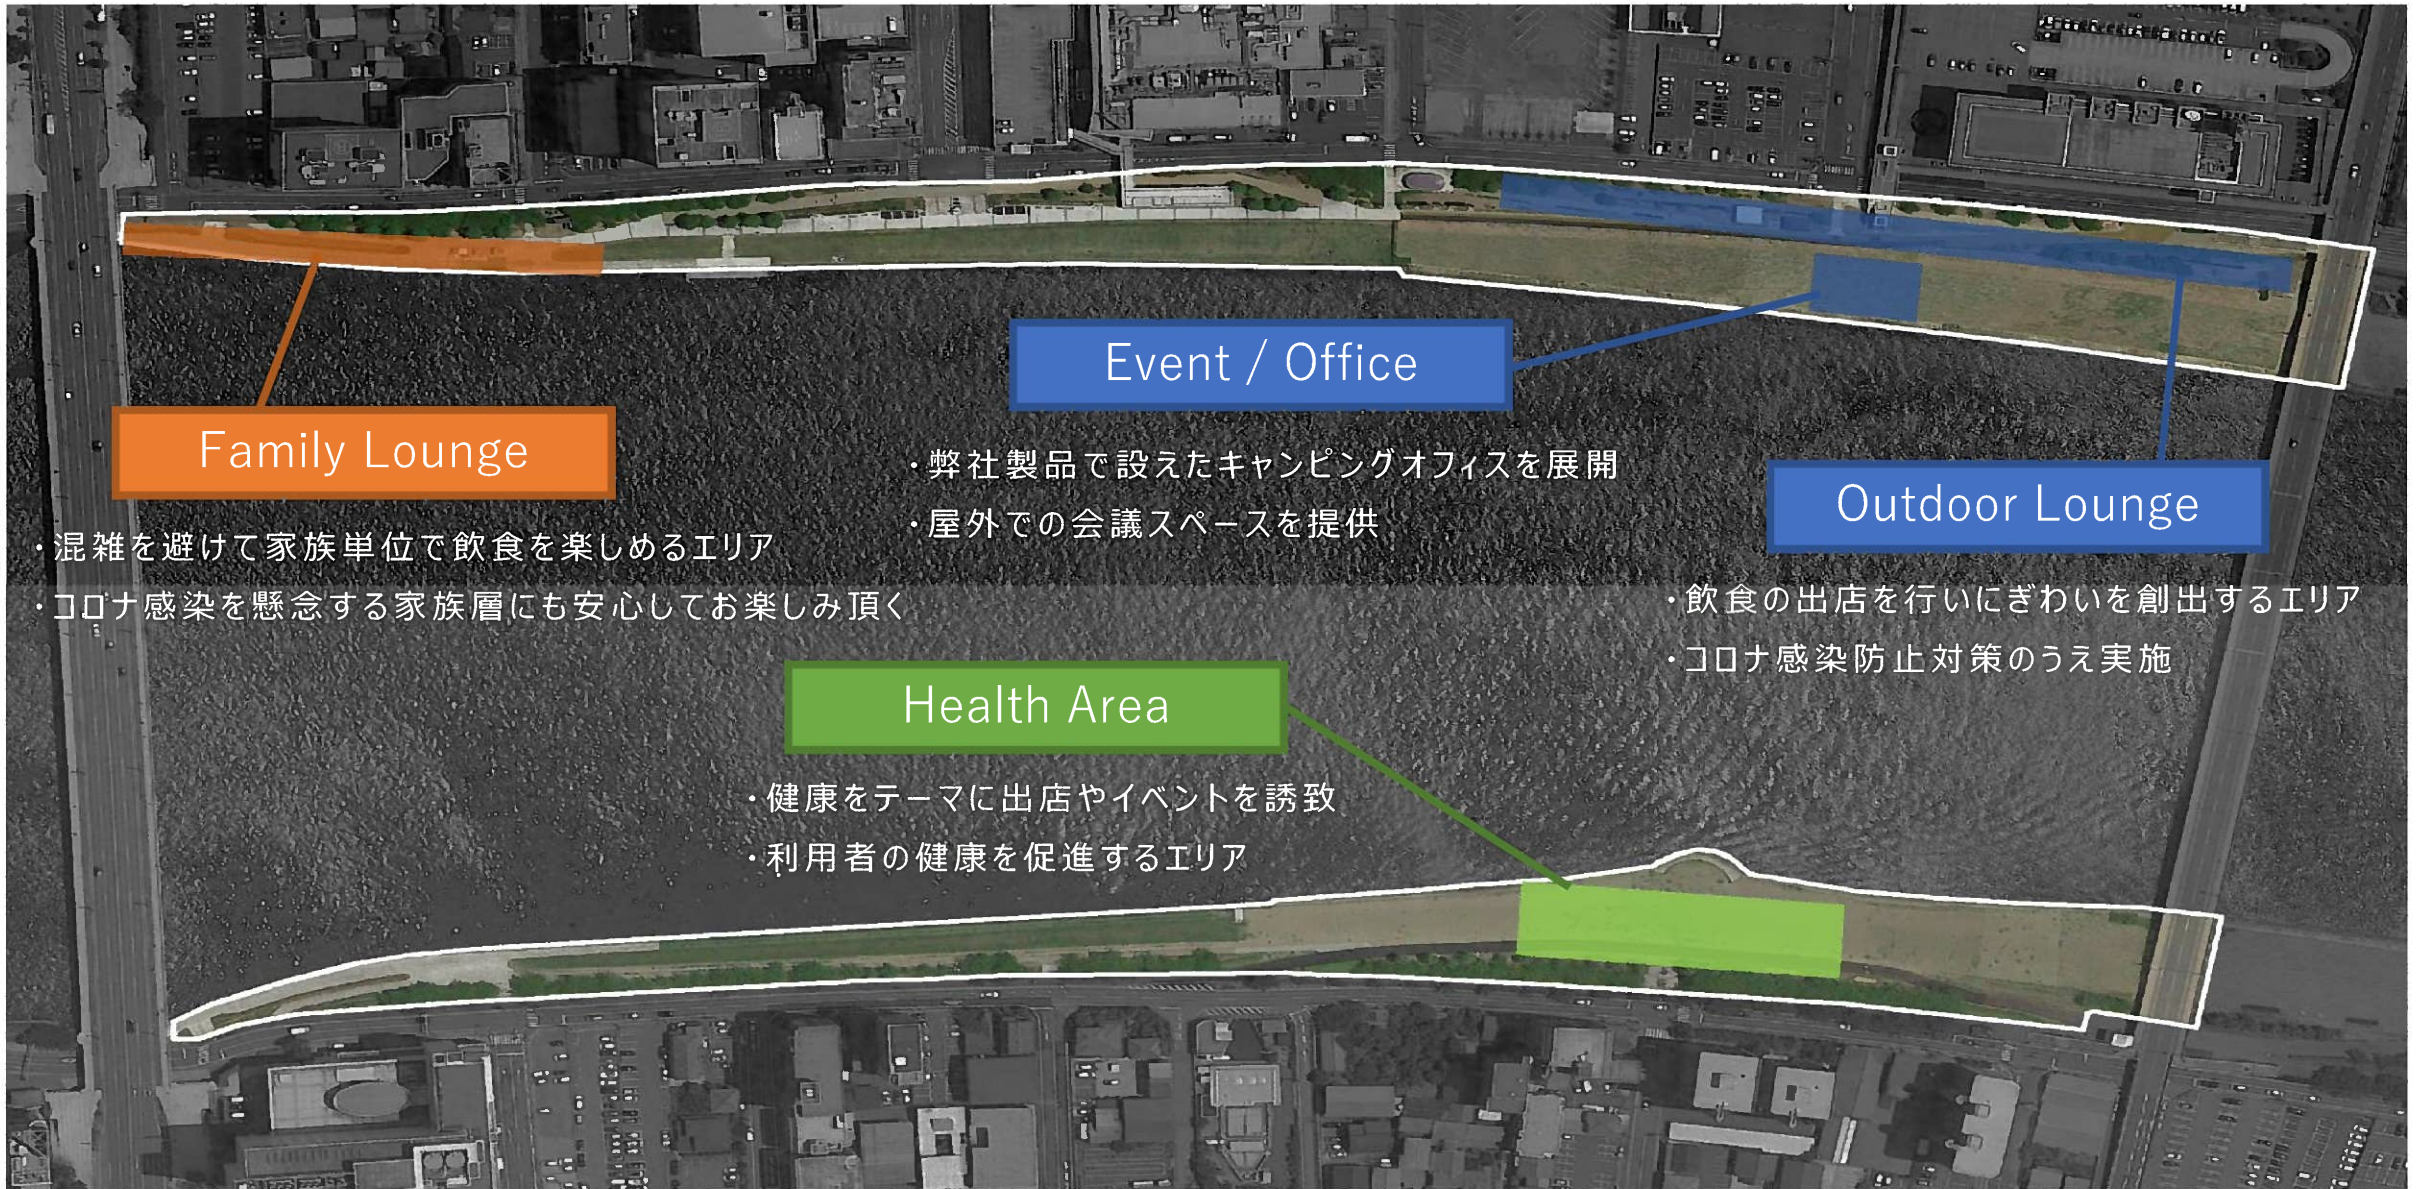 Event / Office
・弊社製品で設えたキャンピングオフィスを展開
・屋外での会議スペースを提供
Family Lounge
・混雑を避けて家族単位で飲食を楽しめるエリア
・コロナ感染を懸念する家族層にも安心してお楽しみ頂く
Outdoor Lounge
・飲食の出店を行いにぎわいを創出するエリア
・コロナ感染防止対策のうえ実施
Health Area
・健康をテーマに出店やイベントを誘致
・利用者の健康を促進するエリア